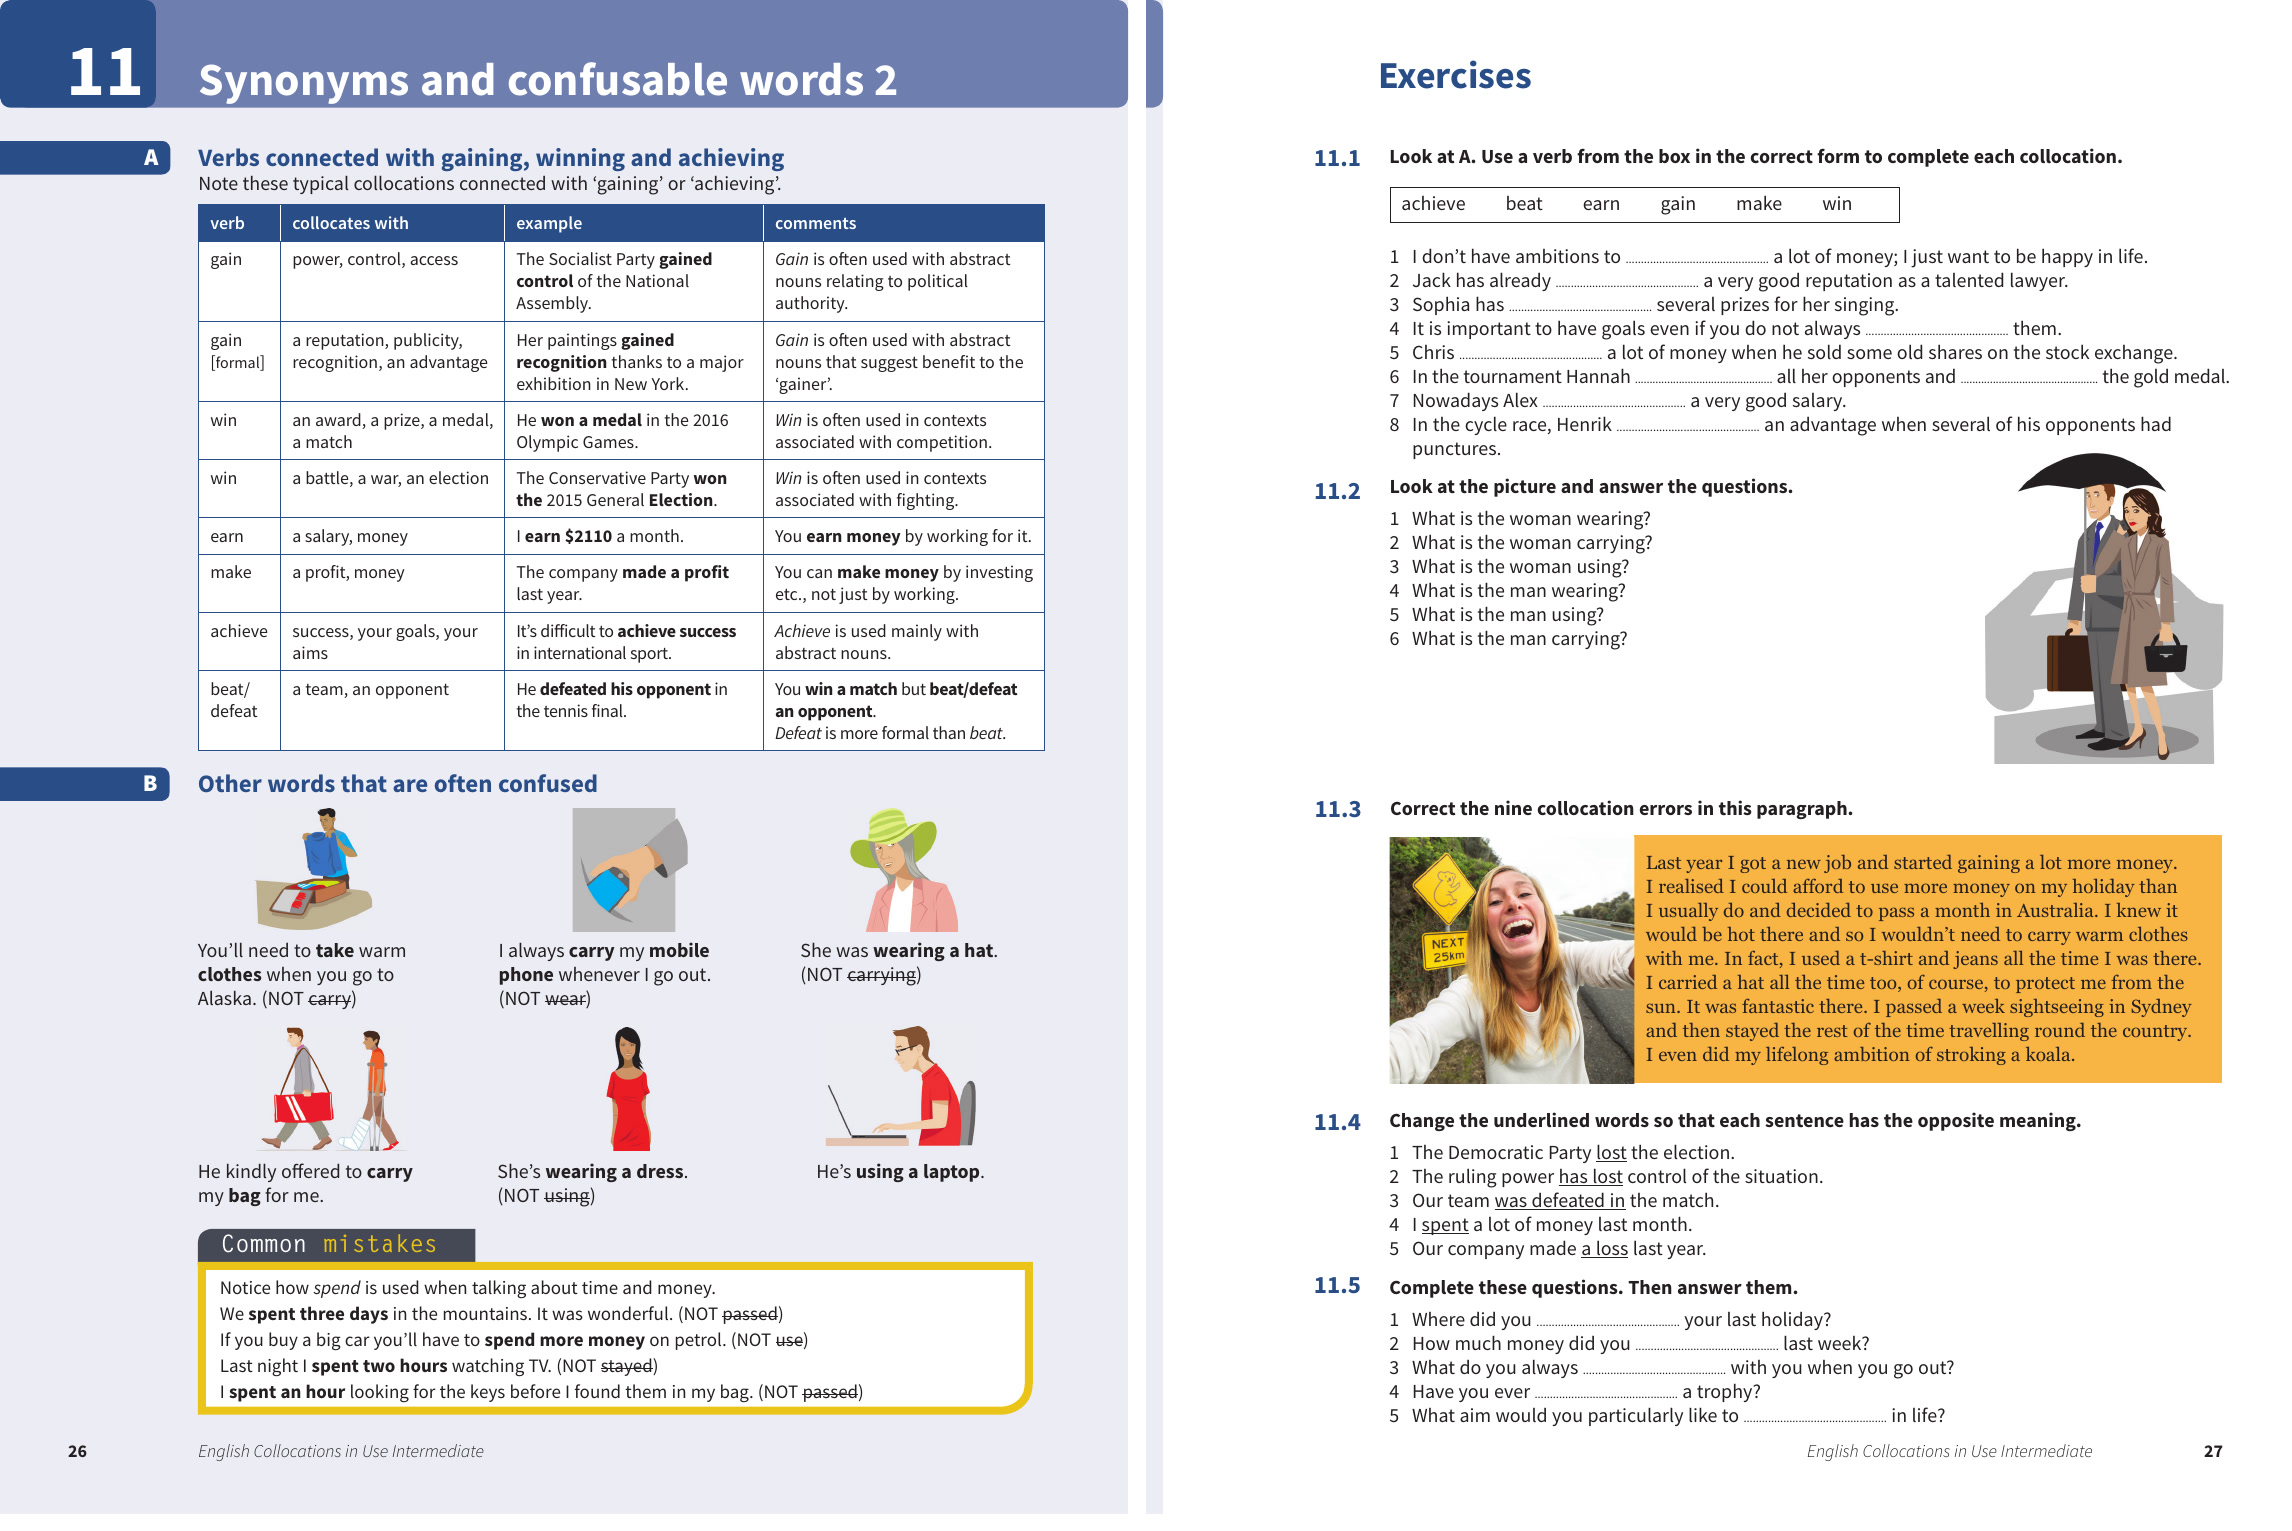 11
Synonyms and confusable words 2
A
Verbs connected with gaining, winning and achieving
Note these typical collocations connected with ‘gaining’ or ‘achieving’.
verb collocates with example comments
gain power, control, access The Socialist Party gained Gain is often used with abstract
control of the National nouns relating to political
Assembly. authority.
gain a reputation, publicity, Her paintings gained Gain is often used with abstract
[formal] recognition, an advantage recognition thanks to a major nouns that suggest benefit to the
exhibition in New York. ‘gainer’.
win an award, a prize, a medal, He won a medal in the 2016 Win is often used in contexts
a match Olympic Games. associated with competition.
win a battle, a war, an election The Conservative Party won Win is often used in contexts
the 2015 General Election. associated with fighting.
earn a salary, money I earn $2110 a month. You earn money by working for it.
make a profit, money The company made a profit You can make money by investing
last year. etc., not just by working.
achieve success, your goals, your It’s difficult to achieve success Achieve is used mainly with
aims in international sport. abstract nouns.
beat/ a team, an opponent He defeated his opponent in You win a match but beat/defeat
defeat the tennis final. an opponent.
Defeat is more formal than beat.
B
Other words that are often confused
You’ll need to take warm
clothes when you go to
Alaska. (NOT carry)
I always carry my mobile
phone whenever I go out.
(NOT wear)
She was wearing a hat.
(NOT carrying)
He kindly offered to carry
my bag for me.
She’s wearing a dress.
(NOT using)
He’s using a laptop.
Common mistakes
Notice how spend is used when talking about time and money.
We spent three days in the mountains. It was wonderful. (NOT passed)
If you buy a big car you’ll have to spend more money on petrol. (NOT use)
Last night I spent two hours watching TV. (NOT stayed)
I spent an hour looking for the keys before I found them in my bag. (NOT passed)
26 English Collocations in Use Intermediate
Exercises
11.1 Look at A. Use a verb from the box in the correct form to complete each collocation.
achieve beat earn gain make win
1 I don’t have ambitions to .......... a lot of money; I just want to be happy in life.
2 Jack has already .......... a very good reputation as a talented lawyer.
3 Sophia has .......... several prizes for her singing.
4 It is important to have goals even if you do not always .......... them.
5 Chris .......... a lot of money when he sold some old shares on the stock exchange.
6 In the tournament Hannah .......... all her opponents and .......... the gold medal.
7 Nowadays Alex .......... a very good salary.
8 In the cycle race, Henrik .......... an advantage when several of his opponents had
punctures.
11.2 Look at the picture and answer the questions.
1 What is the woman wearing?
2 What is the woman carrying?
3 What is the woman using?
4 What is the man wearing?
5 What is the man using?
6 What is the man carrying?
11.3 Correct the nine collocation errors in this paragraph.
NEXT
25km
Last year I got a new job and started gaining a lot more money.
I realised I could afford to use more money on my holiday than
I usually do and decided to pass a month in Australia. I knew it
would be hot there and so I wouldn’t need to carry warm clothes
with me. In fact, I used a t-shirt and jeans all the time I was there.
I carried a hat all the time too, of course, to protect me from the
sun. It was fantastic there. I passed a week sightseeing in Sydney
and then stayed the rest of the time travelling round the country.
I even did my lifelong ambition of stroking a koala.
11.4 Change the underlined words so that each sentence has the opposite meaning.
1 The Democratic Party lost the election.
2 The ruling power has lost control of the situation.
3 Our team was defeated in the match.
4 I spent a lot of money last month.
5 Our company made a loss last year.
11.5 Complete these questions. Then answer them.
1 Where did you .......... your last holiday?
2 How much money did you .......... last week?
3 What do you always .......... with you when you go out?
4 Have you ever .......... a trophy?
5 What aim would you particularly like to .......... in life?
English Collocations in Use Intermediate 27